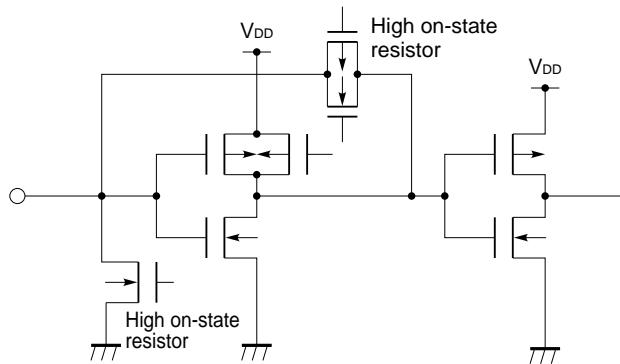 High on-state
resistor
VDD
VDD
High on-state
resistor